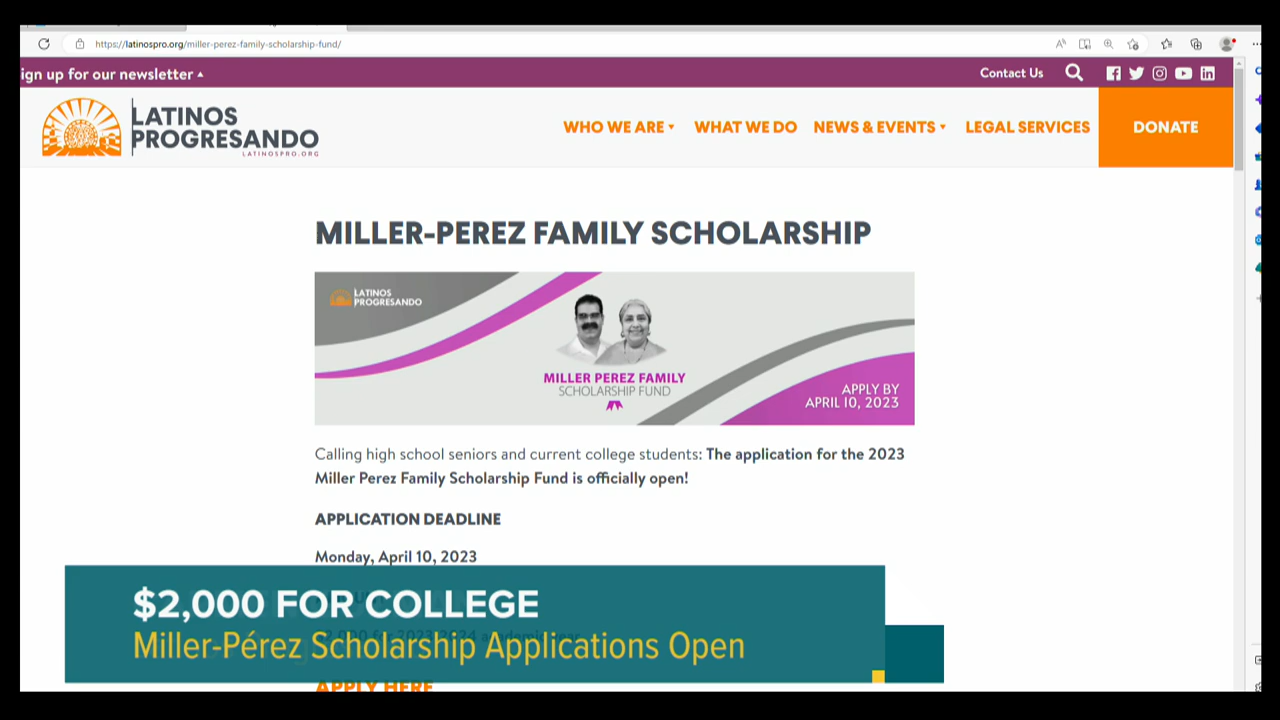 https://latinospro.org/miller-perez-family-scholarship-fund/
ign up for our newsletter
Contact Us
LATINOS
PROGRESANDO
LATINOSPRO.ORG
WHO WE ARE
WHAT WE DO
NEWS & EVENTS
LEGAL SERVICES
DONATE
MILLER-PEREZ FAMILY SCHOLARSHIP
LATINOS
PROGRESANDO
MILLER PEREZ FAMILY
SCHOLARSHIP FUND
APPLY BY
APRIL 10, 2023
Calling high school seniors and current college students: The application for the 2023
Miller Perez Family Scholarship Fund is officially open!
APPLICATION DEADLINE
Monday, April 10, 2023
$2,000 FOR COLLEGE
Miller-Pérez Scholarship Applications Open
APPLY HERE